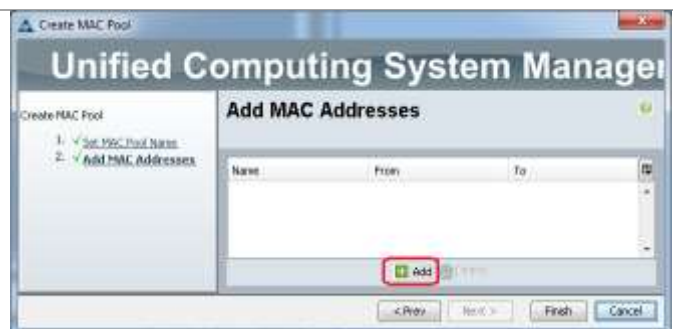 Create MAC Pool
Unified Computing System Manager
Create MAC Pool
1. √ Set MAC Pool Name
2. √ Add MAC Addresses
Add MAC Addresses
Name From To
Add Delete
< Prev Next > Finish Cancel